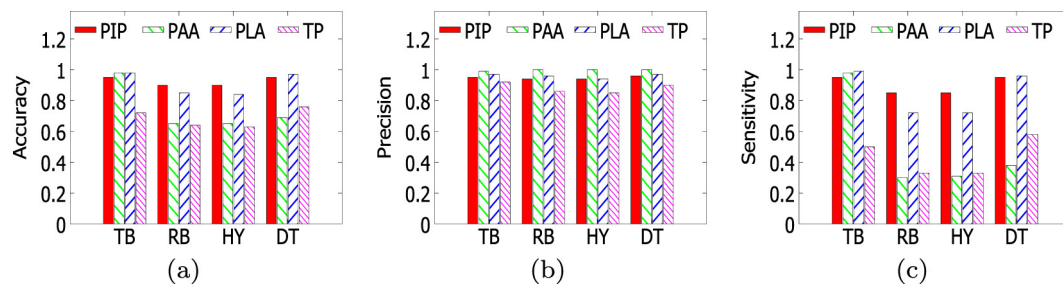 PIP PAA PLA TP
1.2
1
0.8
0.6
0.4
0.2
0
Accuracy
TB RB HY DT
(a)
PIP PAA PLA TP
1.2
1
0.8
0.6
0.4
0.2
0
Precision
TB RB HY DT
(b)
PIP PAA PLA TP
1.2
1
0.8
0.6
0.4
0.2
0
Sensitivity
TB RB HY DT
(c)